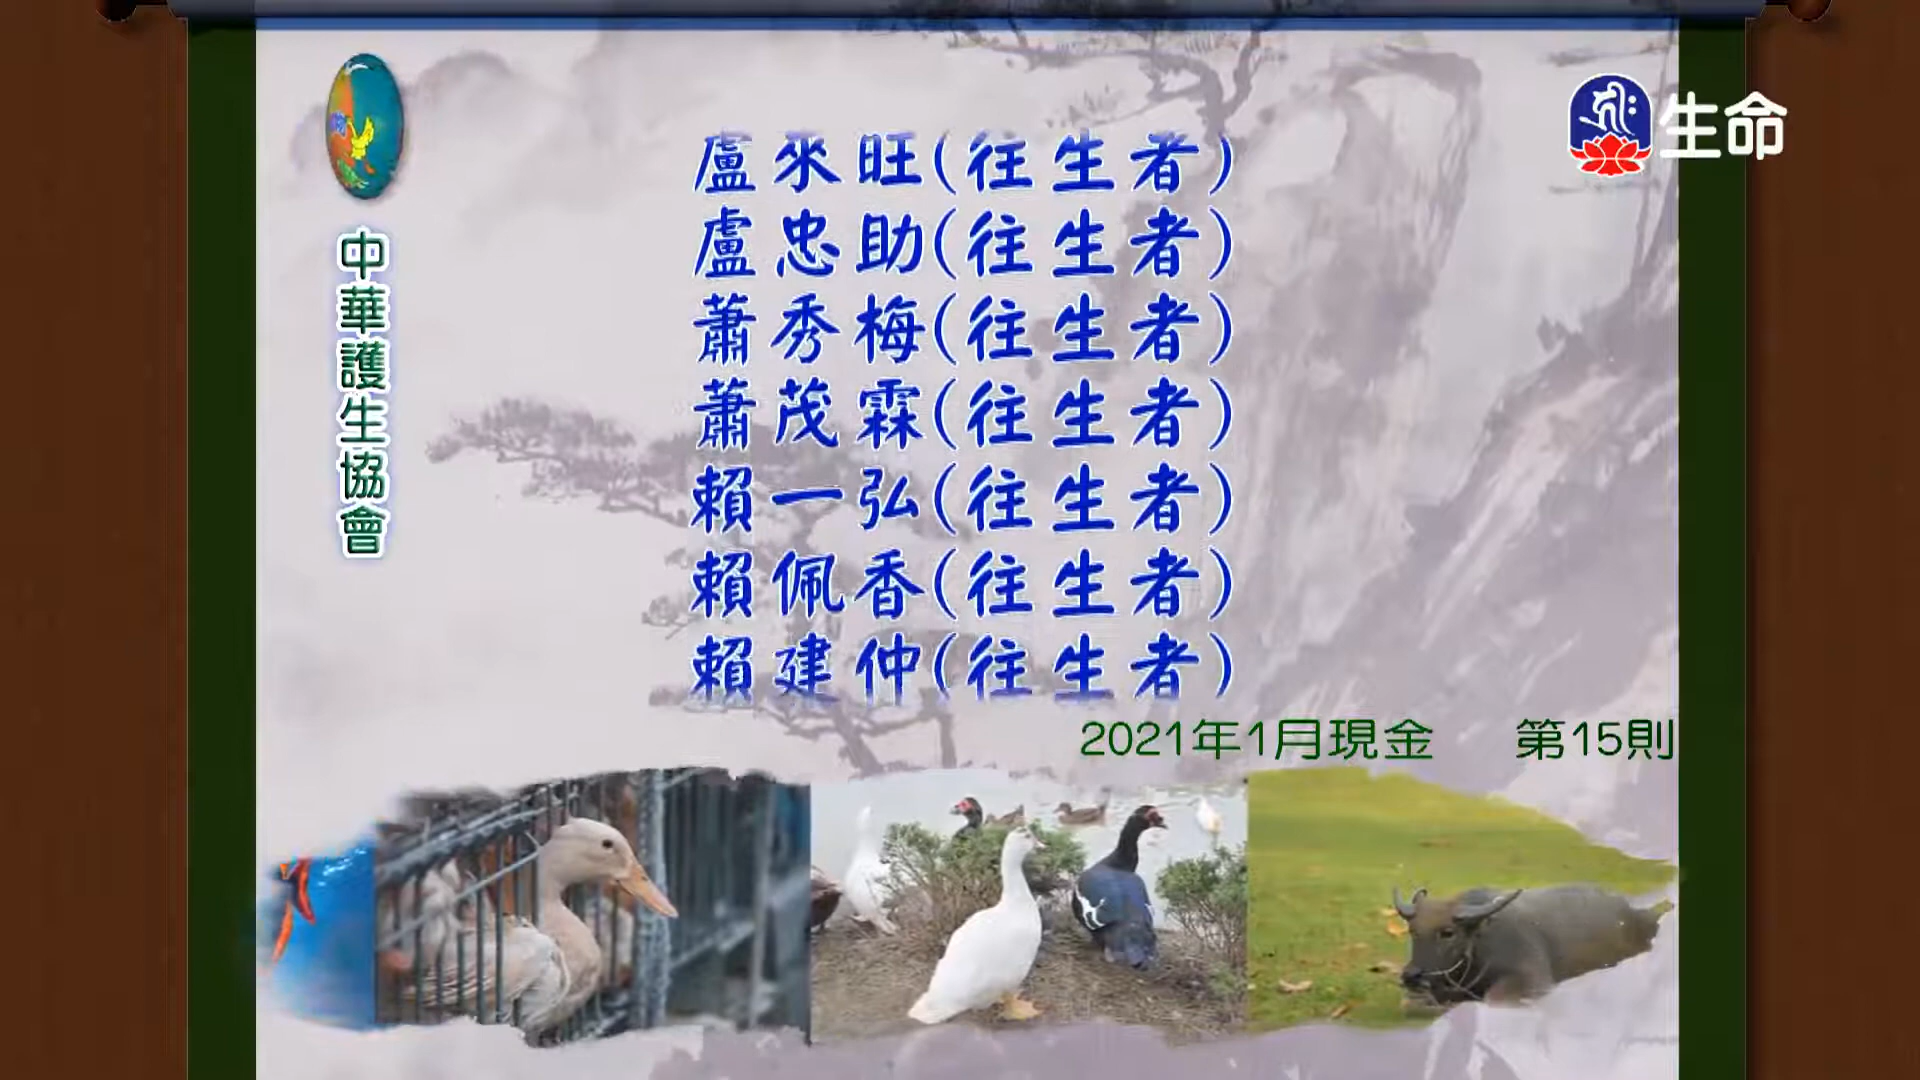 生命
中華護生協會
盧來旺(往生者)
盧忠助(往生者)
蕭秀梅(往生者)
蕭茂霖(往生者)
賴一弘(往生者)
賴佩香(往生者)
賴建仲(往生者)
2021年1月現金 第15則